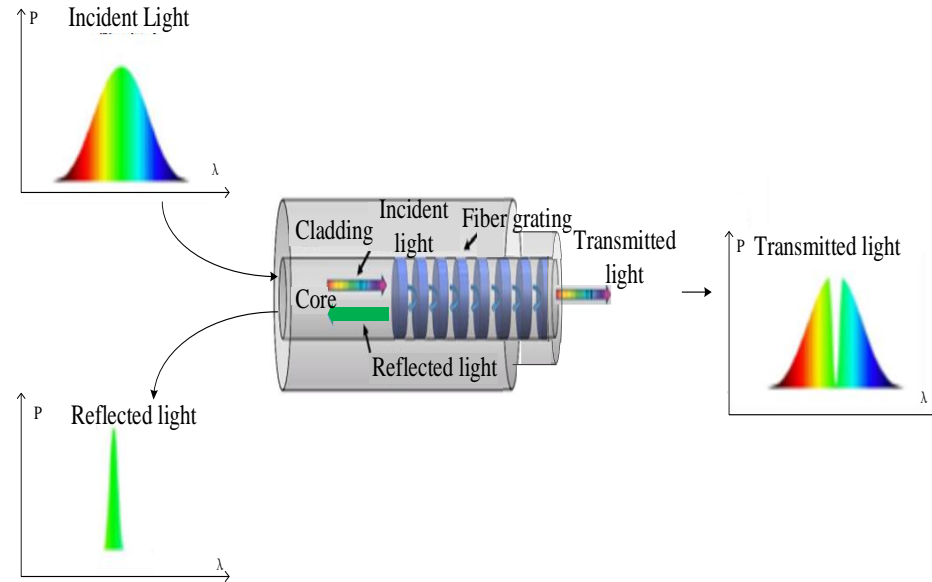 P
Incident Light
λ
Cladding
Incident
light
Fiber grating
Transmitted
light
Core
Reflected light
P
Transmitted light
λ
P
Reflected light
λ